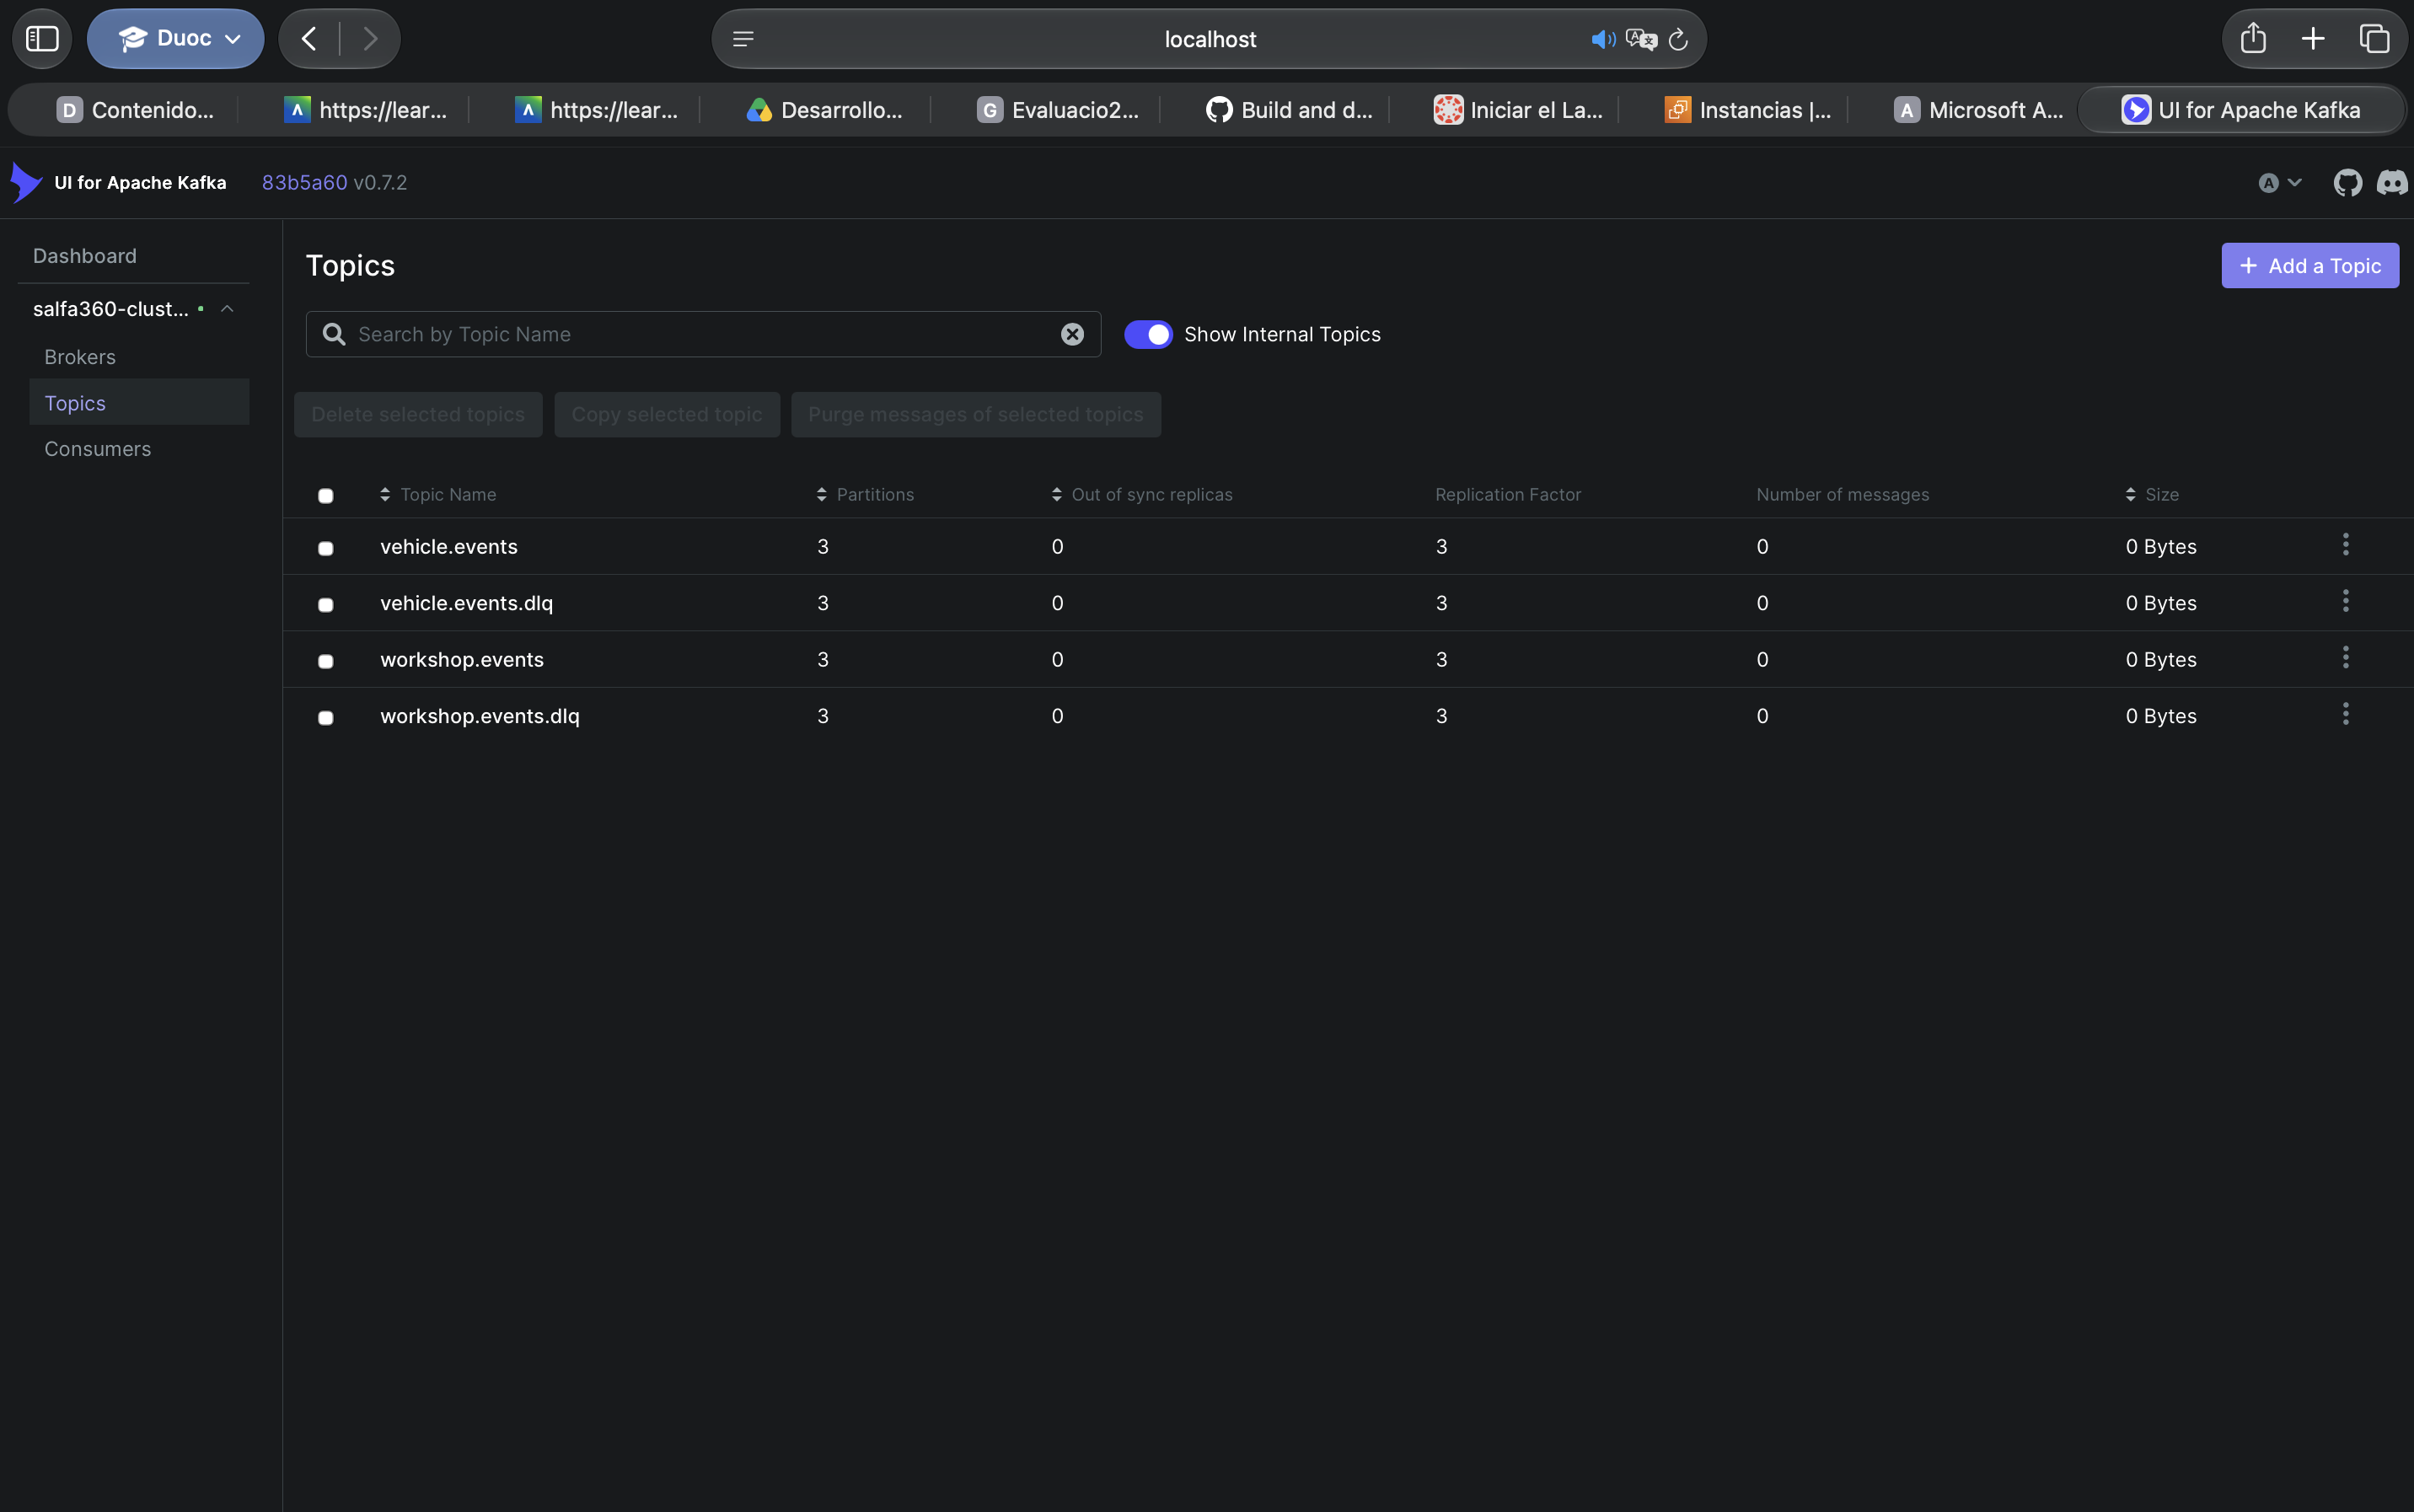 Duoc
localhost
D Contenido...
https://lear...
https://lear...
Desarrollo...
G Evaluacio2...
Build and d...
Iniciar el La...
Instancias |...
A Microsoft A...
UI for Apache Kafka
UI for Apache Kafka 83b5a60 v0.7.2
A
Dashboard
salfa360-clust...
Brokers
Topics
Consumers
Topics
Add a Topic
Search by Topic Name
Show Internal Topics
Delete selected topics Copy selected topic Purge messages of selected topics
Topic Name Partitions Out of sync replicas Replication Factor Number of messages Size
vehicle.events 3 0 3 0 0 Bytes
vehicle.events.dlq 3 0 3 0 0 Bytes
workshop.events 3 0 3 0 0 Bytes
workshop.events.dlq 3 0 3 0 0 Bytes